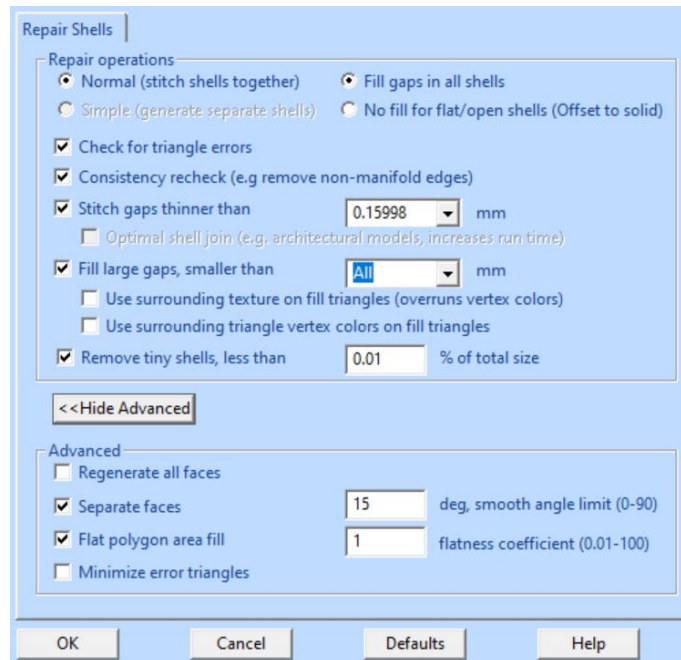 Repair Shells
Repair operations
Normal (stitch shells together) Fill gaps in all shells
Simple (generate separate shells) No fill for flat/open shells (Offset to solid)
Check for triangle errors
Consistency recheck (e.g remove non-manifold edges)
Stitch gaps thinner than 0.15998 mm
Optimal shell join (e.g. architectural models, increases run time)
Fill large gaps, smaller than All mm
Use surrounding texture on fill triangles (overruns vertex colors)
Use surrounding triangle vertex colors on fill triangles
Remove tiny shells, less than 0.01 % of total size
<<Hide Advanced
Advanced
Regenerate all faces
Separate faces 15 deg, smooth angle limit (0-90)
Flat polygon area fill 1 flatness coefficient (0.01-100)
Minimize error triangles
OK Cancel Defaults Help